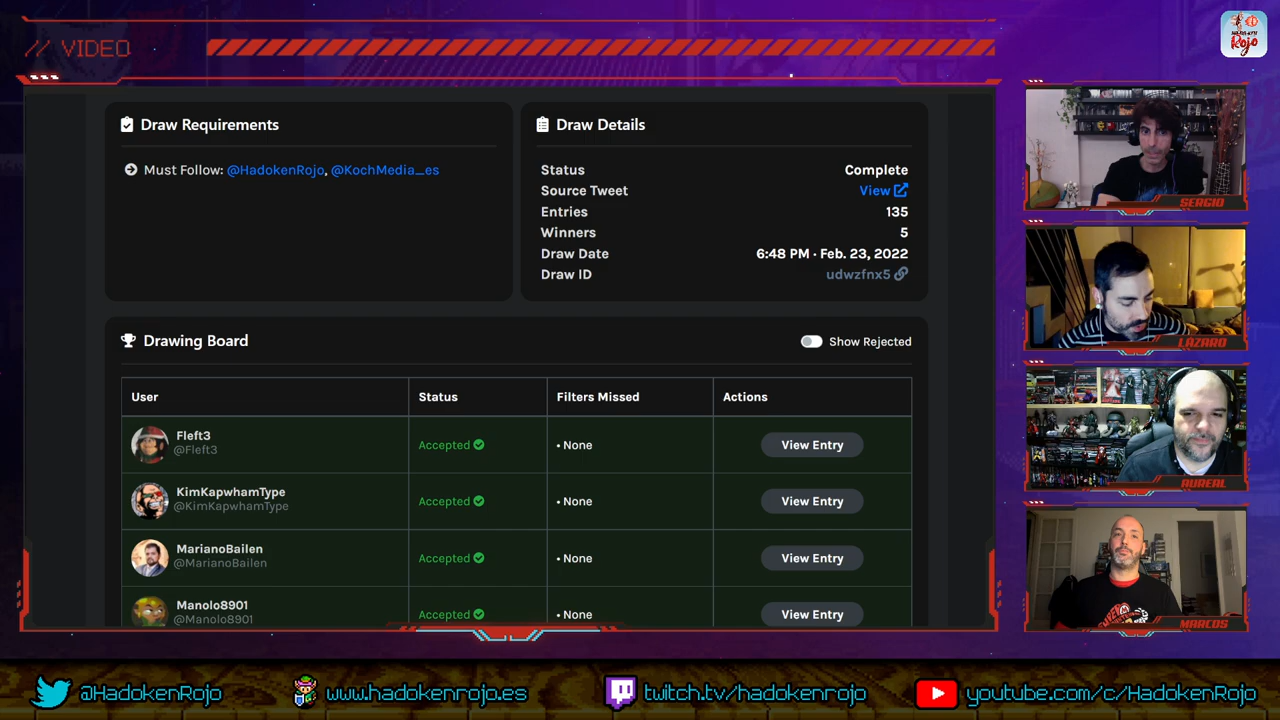 // VIDEO
Rojo
Draw Requirements
Must Follow: @HadokenRojo, @KochMedia_es
Draw Details
Status Complete
Source Tweet View
Entries 135
Winners 5
Draw Date 6:48 PM · Feb. 23, 2022
Draw ID udwzfnx5
Drawing Board
Show Rejected
User Status Filters Missed Actions
Fleft3
@Fleft3
Accepted • None View Entry
KimKapwhamType
@KimKapwhamType
Accepted • None View Entry
MarianoBailen
@MarianoBailen
Accepted • None View Entry
Manolo8901
@Manolo8901
Accepted • None View Entry
SERGIO
LÁZARO
AUREAL
MARCOS
@HadokenRojo
www.hadokenrojo.es
twitch.tv/hadokenrojo
youtube.com/c/HadokenRojo